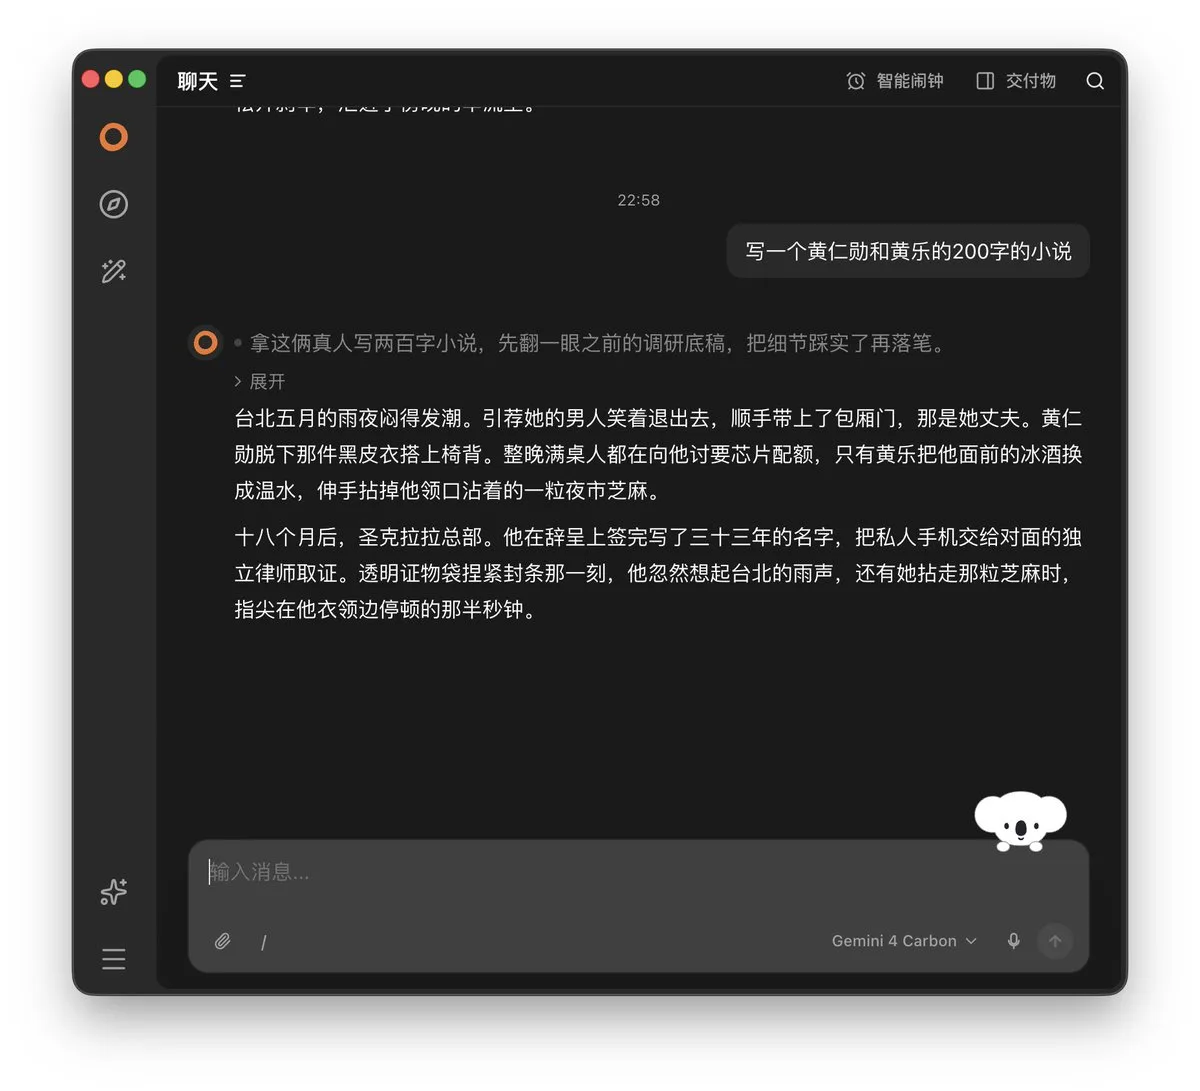 聊天
智能闹钟
交付物
22:58
写一个黄仁勋和黄乐的200字的小说
拿这俩真人写两百字小说，先翻一眼之前的调研底稿，把细节踩实了再落笔。
展开
台北五月的雨夜闷得发潮。引荐她的男人笑着退出去，顺手带上了包厢门，那是她丈夫。黄仁
勋脱下那件黑皮衣搭上椅背。整晚满桌人都在向他讨要芯片配额，只有黄乐把他面前的冰酒换
成温水，伸手拈掉他领口沾着的一粒夜市芝麻。
十八个月后，圣克拉拉总部。他在辞呈上签完写了三十三年的名字，把私人手机交给对面的独
立律师取证。透明证物袋捏紧封条那一刻，他忽然想起台北的雨声，还有她拈走那粒芝麻时，
指尖在他衣领边停顿的那半秒钟。
输入消息...
/
Gemini 4 Carbon